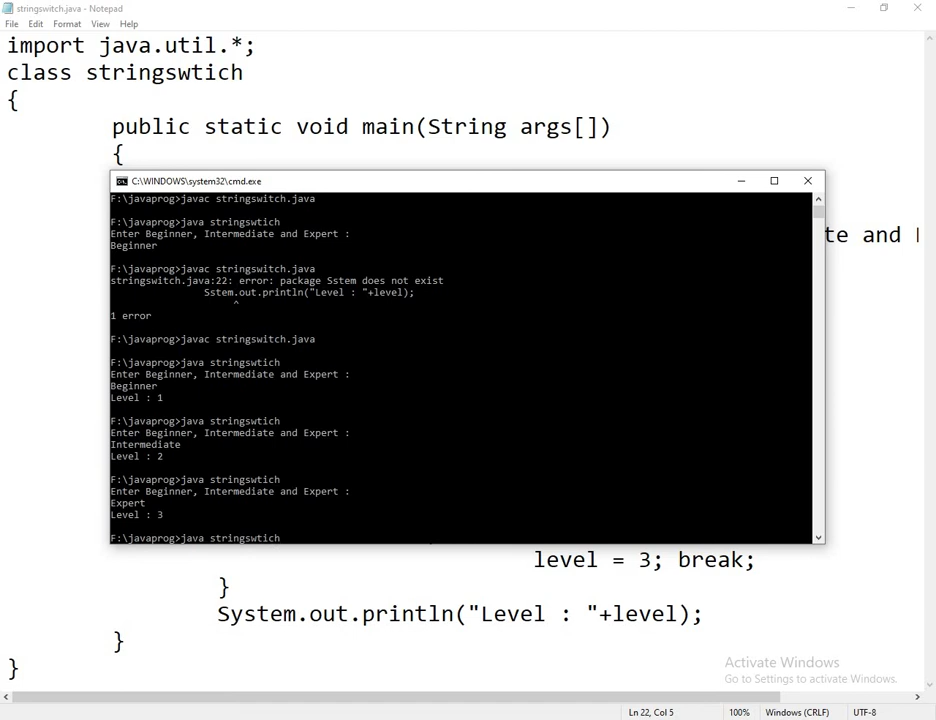 stringswitch.java - Notepad
File Edit Format View Help
import java.util.*;
class stringswtich
{
public static void main(String args[])
{
C:\WINDOWS\system32\cmd.exe
F:\javaprog>javac stringswitch.java
F:\javaprog>java stringswtich
Enter Beginner, Intermediate and Expert :
Beginner
te and
F:\javaprog>javac stringswitch.java
stringswitch.java:22: error: package Sstem does not exist
Sstem.out.println("Level : "+level);
^
1 error
F:\javaprog>javac stringswitch.java
F:\javaprog>java stringswtich
Enter Beginner, Intermediate and Expert :
Beginner
Level : 1
F:\javaprog>java stringswtich
Enter Beginner, Intermediate and Expert :
Intermediate
Level : 2
F:\javaprog>java stringswtich
Enter Beginner, Intermediate and Expert :
Expert
Level : 3
F:\javaprog>java stringswtich
level = 3; break;
}
System.out.println("Level : "+level);
}
}
Activate Windows
Go to Settings to activate Windows.
Ln 22, Col 5 100% Windows (CRLF) UTF-8